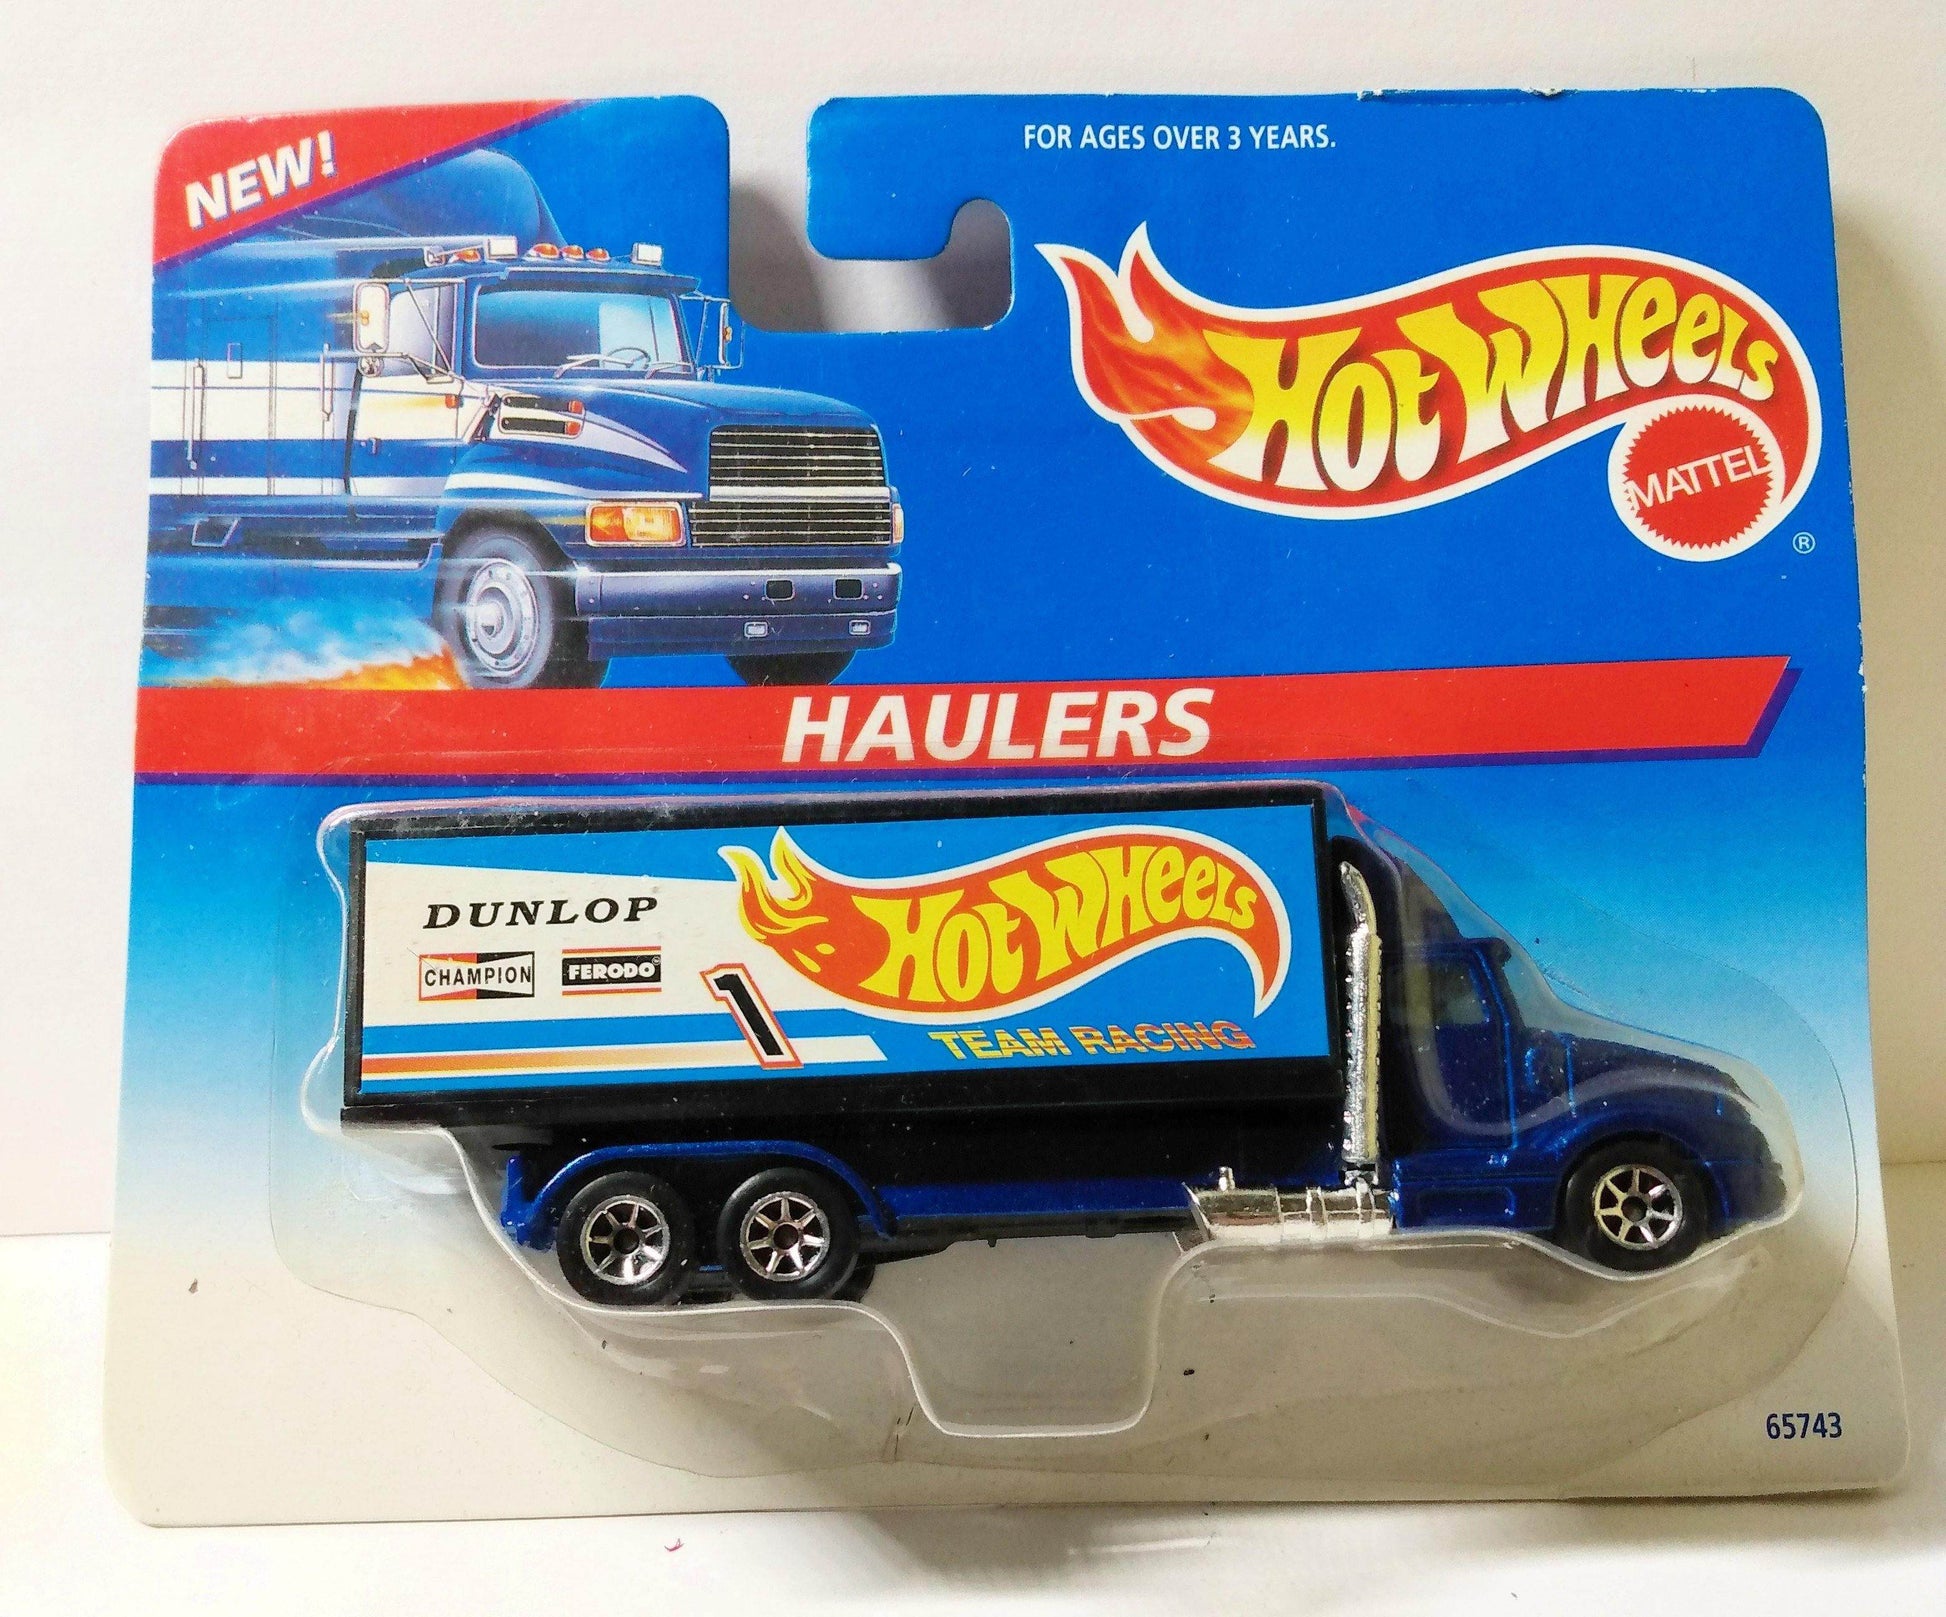 NEW!
FOR AGES OVER 3 YEARS.
HOT WHEELS
MATTEL
®
HAULERS
DUNLOP
CHAMPION
FERODO
1
HOT WHEELS
TEAM RACING
65743